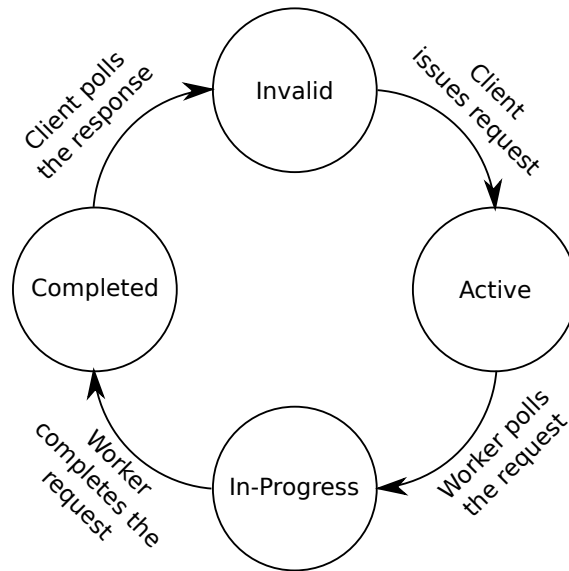 Invalid
Client
issues request
Active
Worker polls
the request
In-Progress
Worker
completes the
request
Completed
Client polls
the response